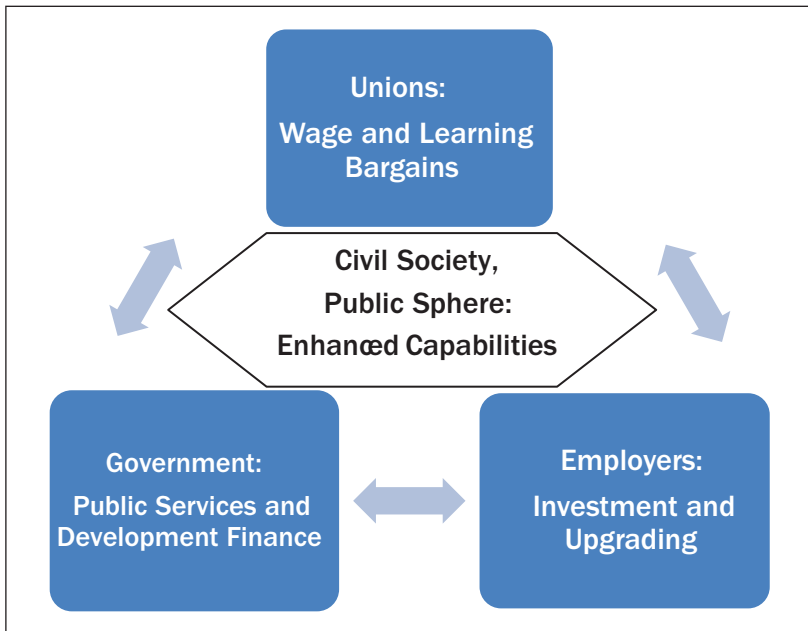 Unions:
Wage and Learning
Bargains
Civil Society,
Public Sphere:
Enhanœd Capabilities
Government:
Public Services and
Development Finance
Employers:
Investment and
Upgrading